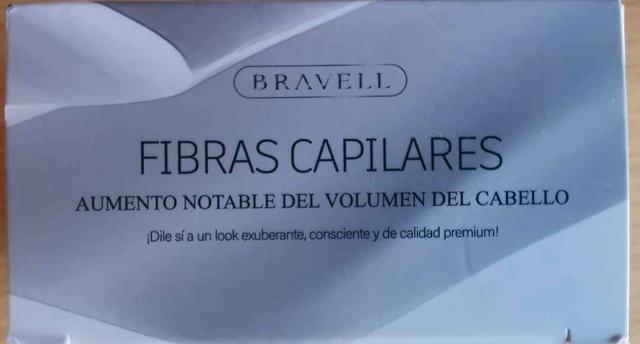 BRAVELL
FIBRAS CAPILARES
AUMENTO NOTABLE DEL VOLUMEN DEL CABELLO
¡Dile sí a un look exuberante, consciente y de calidad premium!